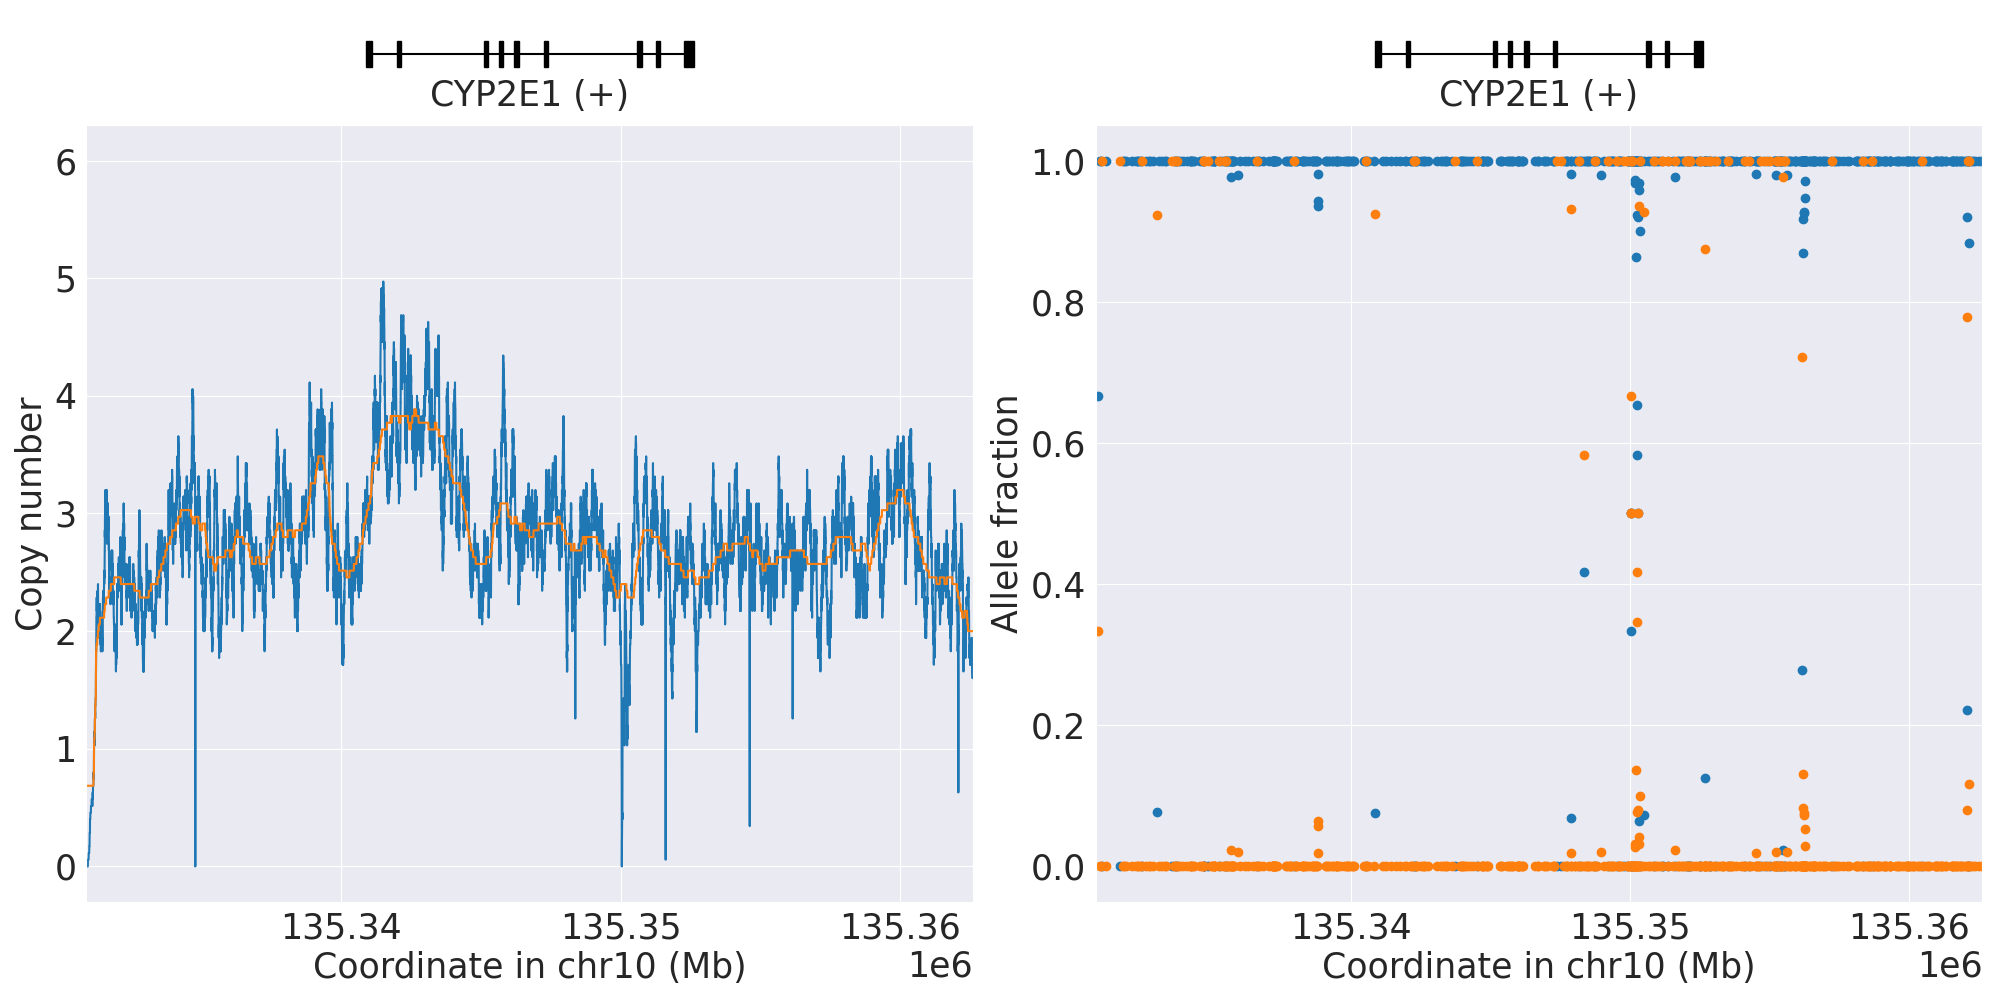 CYP2E1 (+)
6
5
4
3
2
1
0
Copy number
135.34 135.35 135.36
Coordinate in chr10 (Mb)
1e6
CYP2E1 (+)
1.0
0.8
0.6
0.4
0.2
0.0
Allele fraction
135.34 135.35 135.36
Coordinate in chr10 (Mb)
1e6